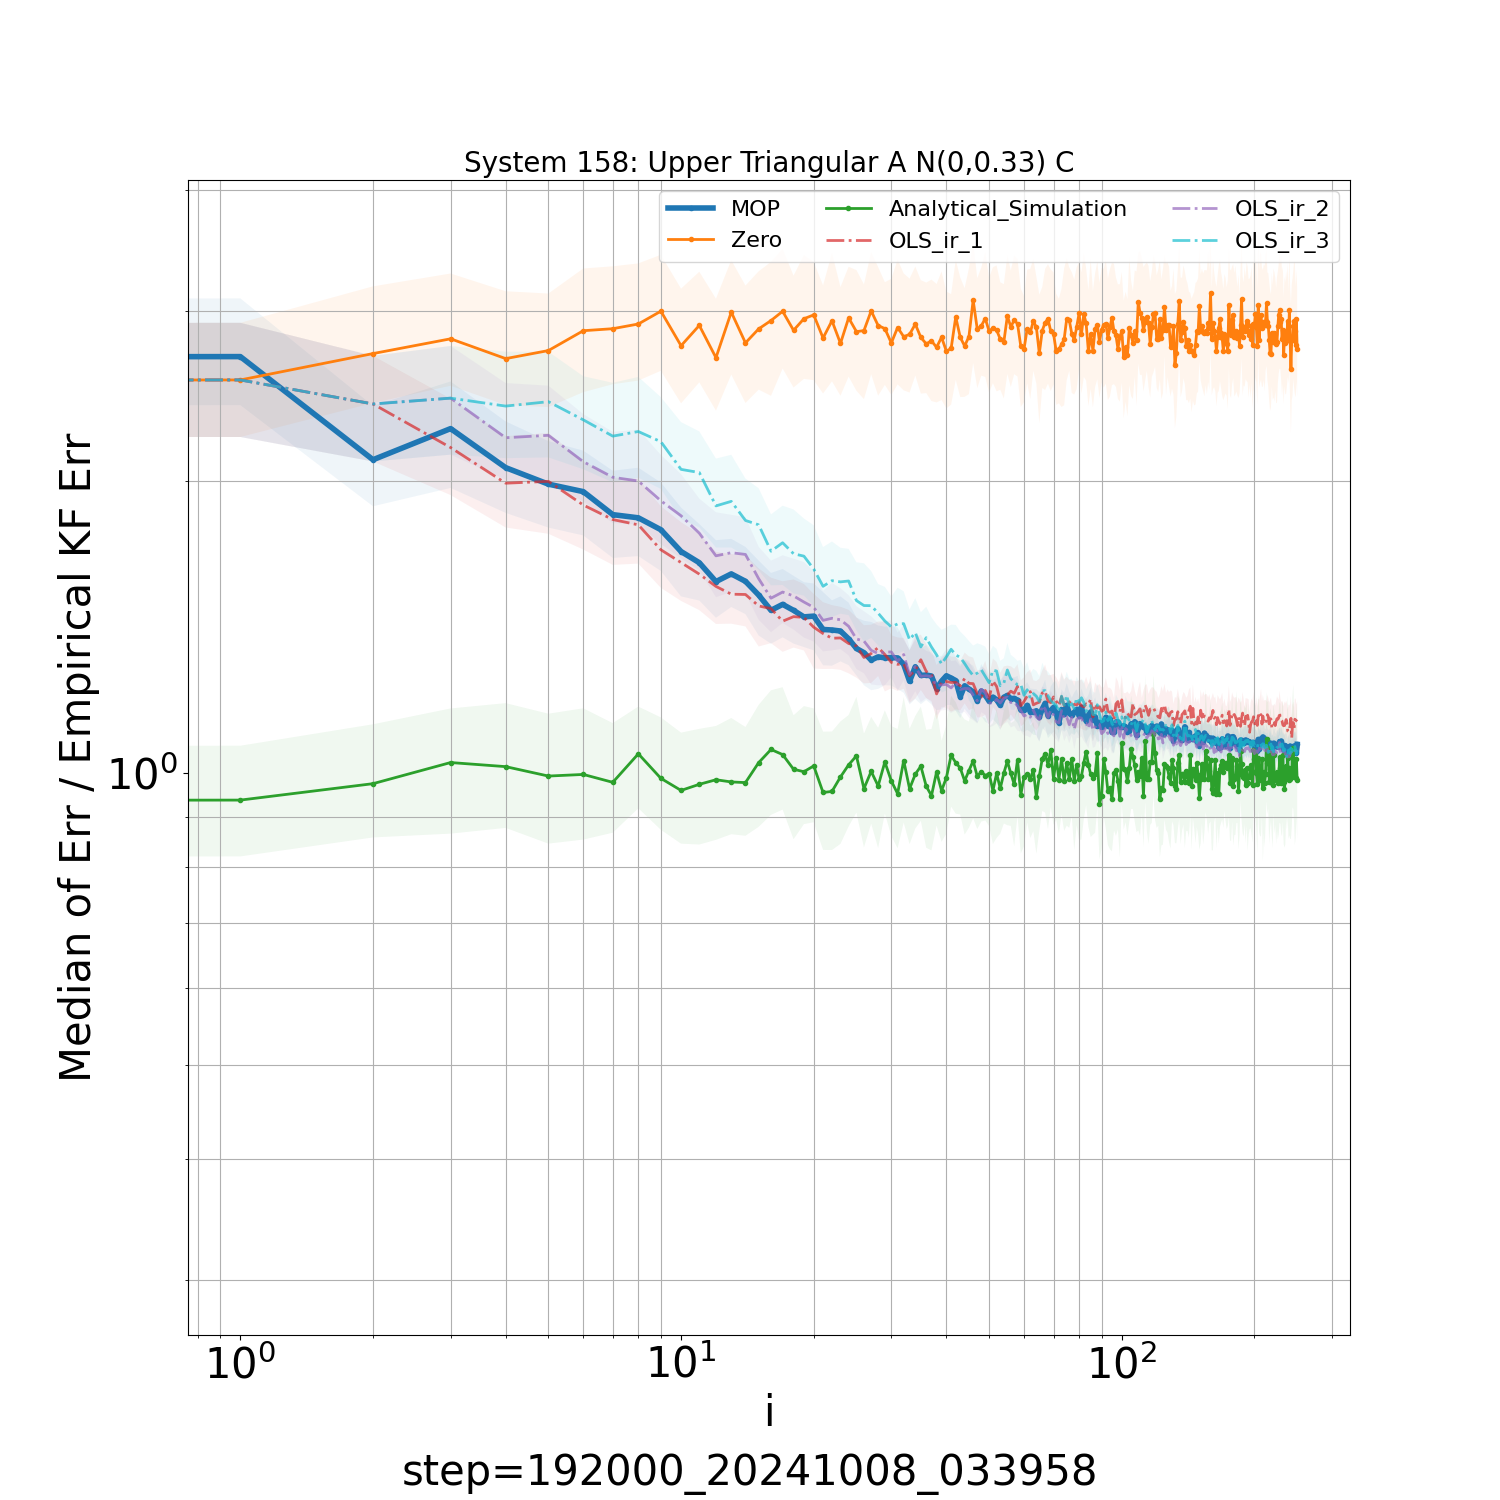 System 158: Upper Triangular A N(0,0.33) C
MOP
Zero
Analytical_Simulation
OLS_ir_1
OLS_ir_2
OLS_ir_3
Median of Err / Empirical KF Err
10⁰
10⁰ 10¹ 10²
i
step=192000_20241008_033958